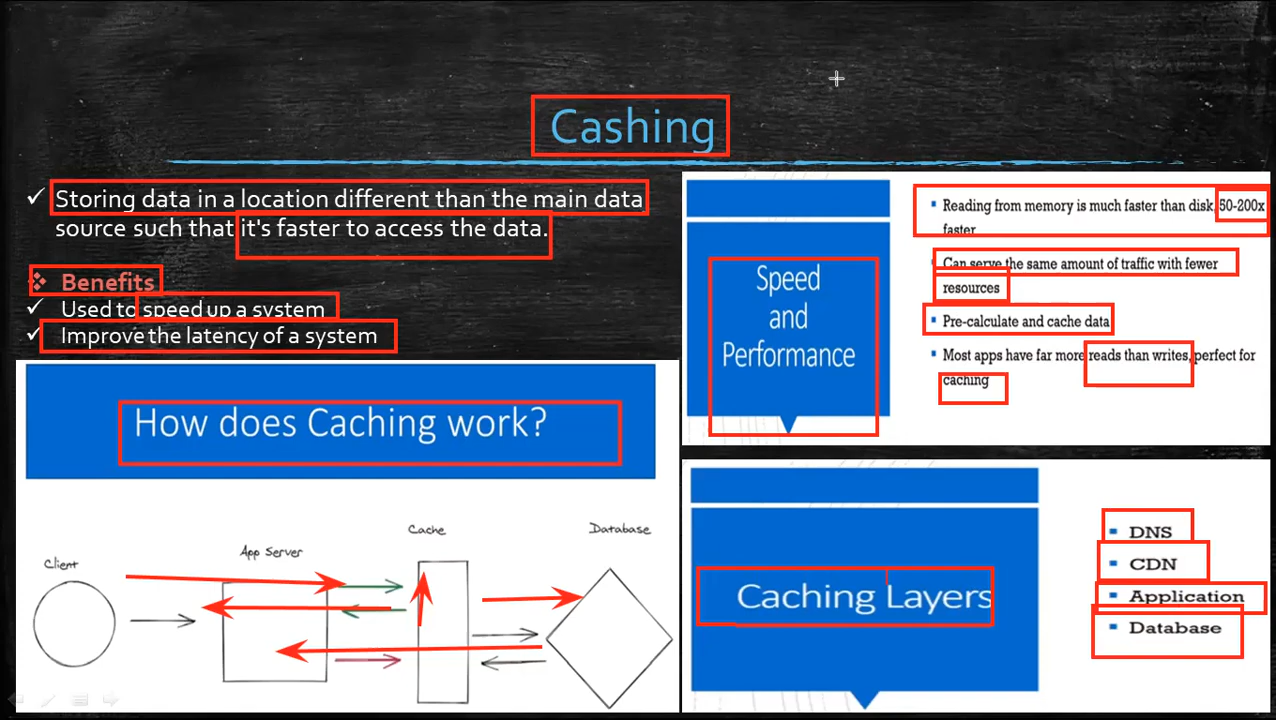 Cashing
Storing data in a location different than the main data
source such that it's faster to access the data.
Benefits
Used to speed up a system
Improve the latency of a system
Speed
and
Performance
Reading from memory is much faster than disk, 50-200x
faster
Can serve the same amount of traffic with fewer
resources
Pre-calculate and cache data
Most apps have far more reads than writes, perfect for
caching
How does Caching work?
Client
App Server
Cache
Database
Caching Layers
DNS
CDN
Application
Database